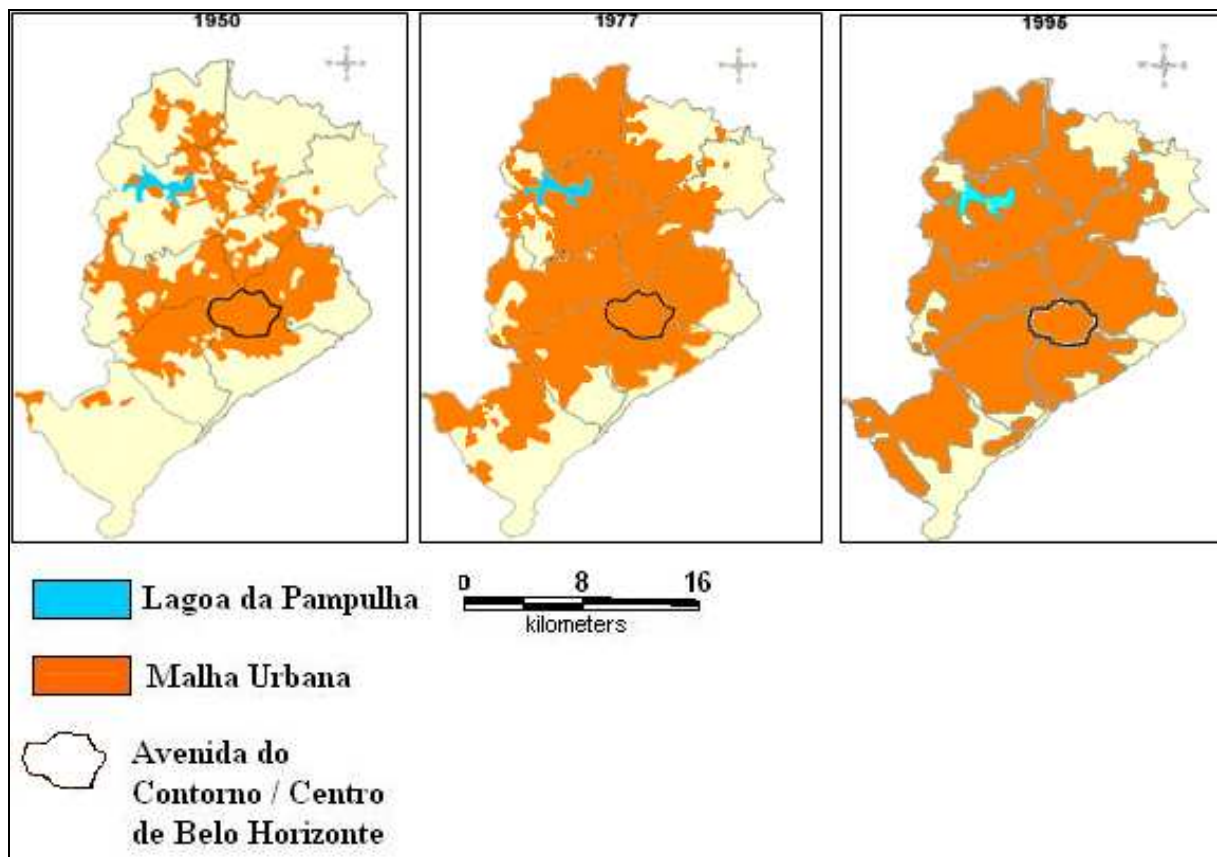 1950
1977
1995
Lagoa da Pampulha
0 8 16
kilometers
Malha Urbana
Avenida do
Contorno / Centro
de Belo Horizonte